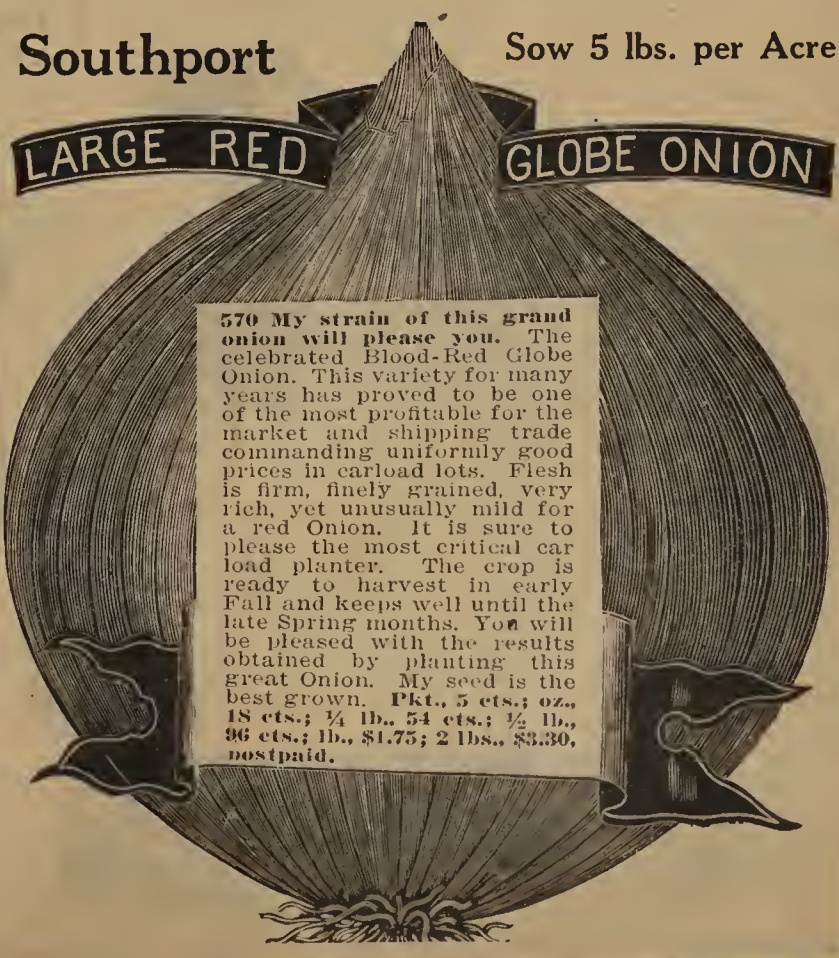 Southport
Sow 5 lbs. per Acre
LARGE RED GLOBE ONION
570 My strain of this grand
onion will please you. The
celebrated Blood-Red Globe
Onion. This variety for many
years has proved to be one
of the most profitable for the
market and shipping trade
commanding uniformly good
prices in carload lots. Flesh
is firm, finely grained, very
rich, yet unusually mild for
a red Onion. It is sure to
please the most critical car
load planter. The crop is
ready to harvest in early
Fall and keeps well until the
late Spring months. You will
be pleased with the results
obtained by planting this
great Onion. My seed is the
best grown. Pkt., 5 cts.; oz.,
18 cts.; ¼ lb., 54 cts.; ½ lb.,
96 cts.; lb., $1.75; 2 lbs., $3.30,
postpaid.